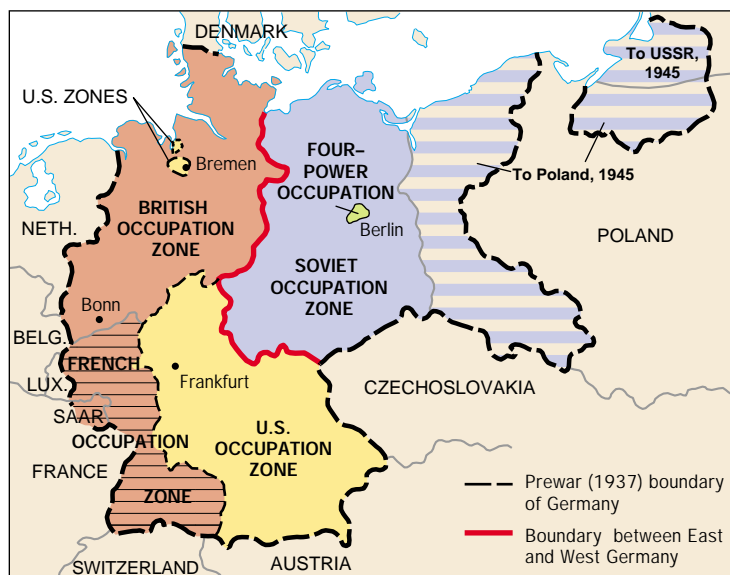 DENMARK
To USSR,
1945
U.S. ZONES
Bremen
FOUR–
POWER
OCCUPATION
To Poland, 1945
NETH.
BRITISH
OCCUPATION
ZONE
Berlin
POLAND
SOVIET
OCCUPATION
ZONE
Bonn
BELG.
FRENCH
Frankfurt
CZECHOSLOVAKIA
LUX.
SAAR
OCCUPATION
U.S.
OCCUPATION
ZONE
FRANCE
ZONE
Prewar (1937) boundary
of Germany
Boundary between East
and West Germany
SWITZERLAND
AUSTRIA